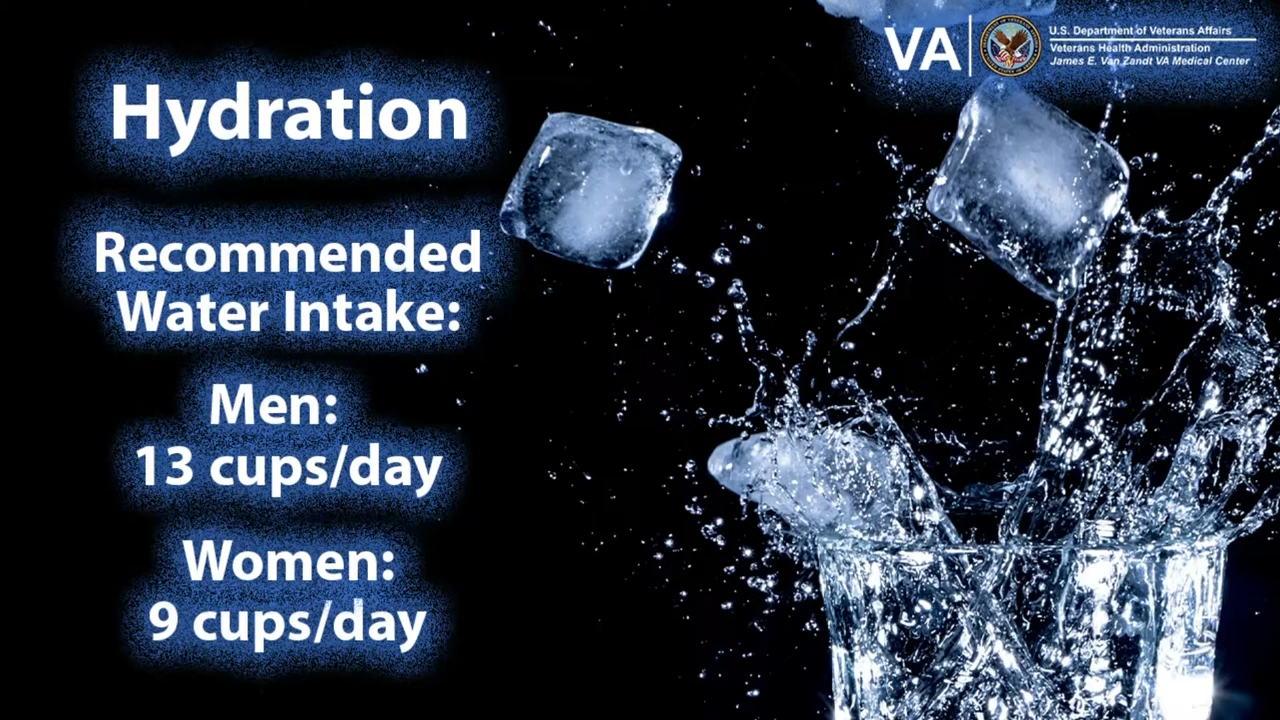 Hydration
Recommended
Water Intake:
Men:
13 cups/day
Women:
9 cups/day
VA
U.S. Department of Veterans Affairs
Veterans Health Administration
James E. Van Zandt VA Medical Center